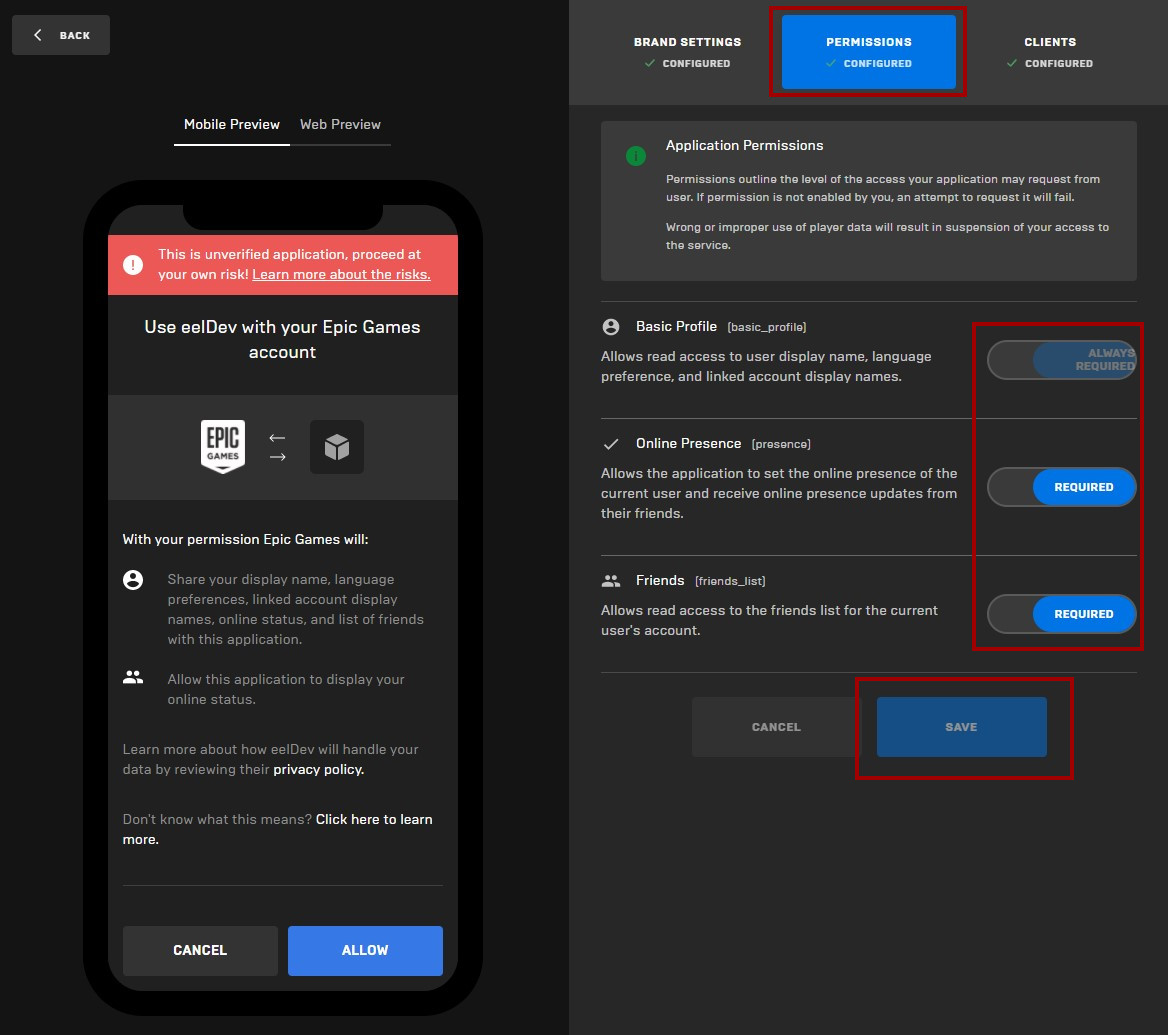 BACK
Mobile Preview
Web Preview
This is unverified application, proceed at
your own risk! Learn more about the risks.
Use eelDev with your Epic Games
account
EPIC
GAMES
With your permission Epic Games will:
Share your display name, language
preferences, linked account display
names, online status, and list of friends
with this application.
Allow this application to display your
online status.
Learn more about how eelDev will handle your
data by reviewing their privacy policy.
Don't know what this means? Click here to learn
more.
CANCEL
ALLOW
BRAND SETTINGS
CONFIGURED
PERMISSIONS
CONFIGURED
CLIENTS
CONFIGURED
Application Permissions
Permissions outline the level of the access your application may request from
user. If permission is not enabled by you, an attempt to request it will fail.
Wrong or improper use of player data will result in suspension of your access to
the service.
Basic Profile [basic_profile]
Allows read access to user display name, language
preference, and linked account display names.
ALWAYS
REQUIRED
Online Presence [presence]
Allows the application to set the online presence of the
current user and receive online presence updates from
their friends.
REQUIRED
Friends [friends_list]
Allows read access to the friends list for the current
user's account.
REQUIRED
CANCEL
SAVE